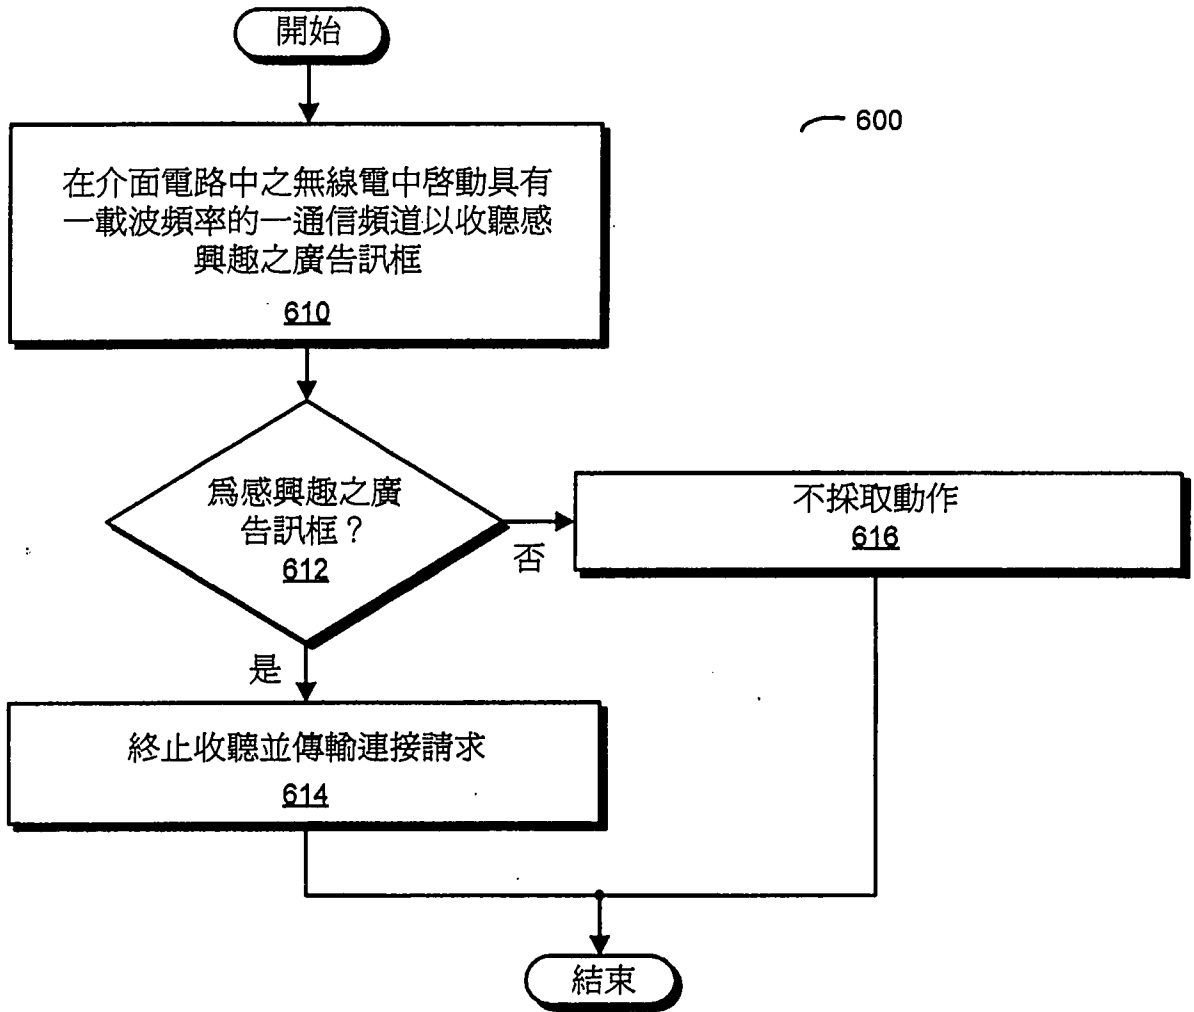 開始
600
在介面電路中之無線電中啓動具有
一載波頻率的一通信頻道以收聽感
興趣之廣告訊框
610
爲感興趣之廣
告訊框？
612
否
不採取動作
616
是
終止收聽並傳輸連接請求
614
結束